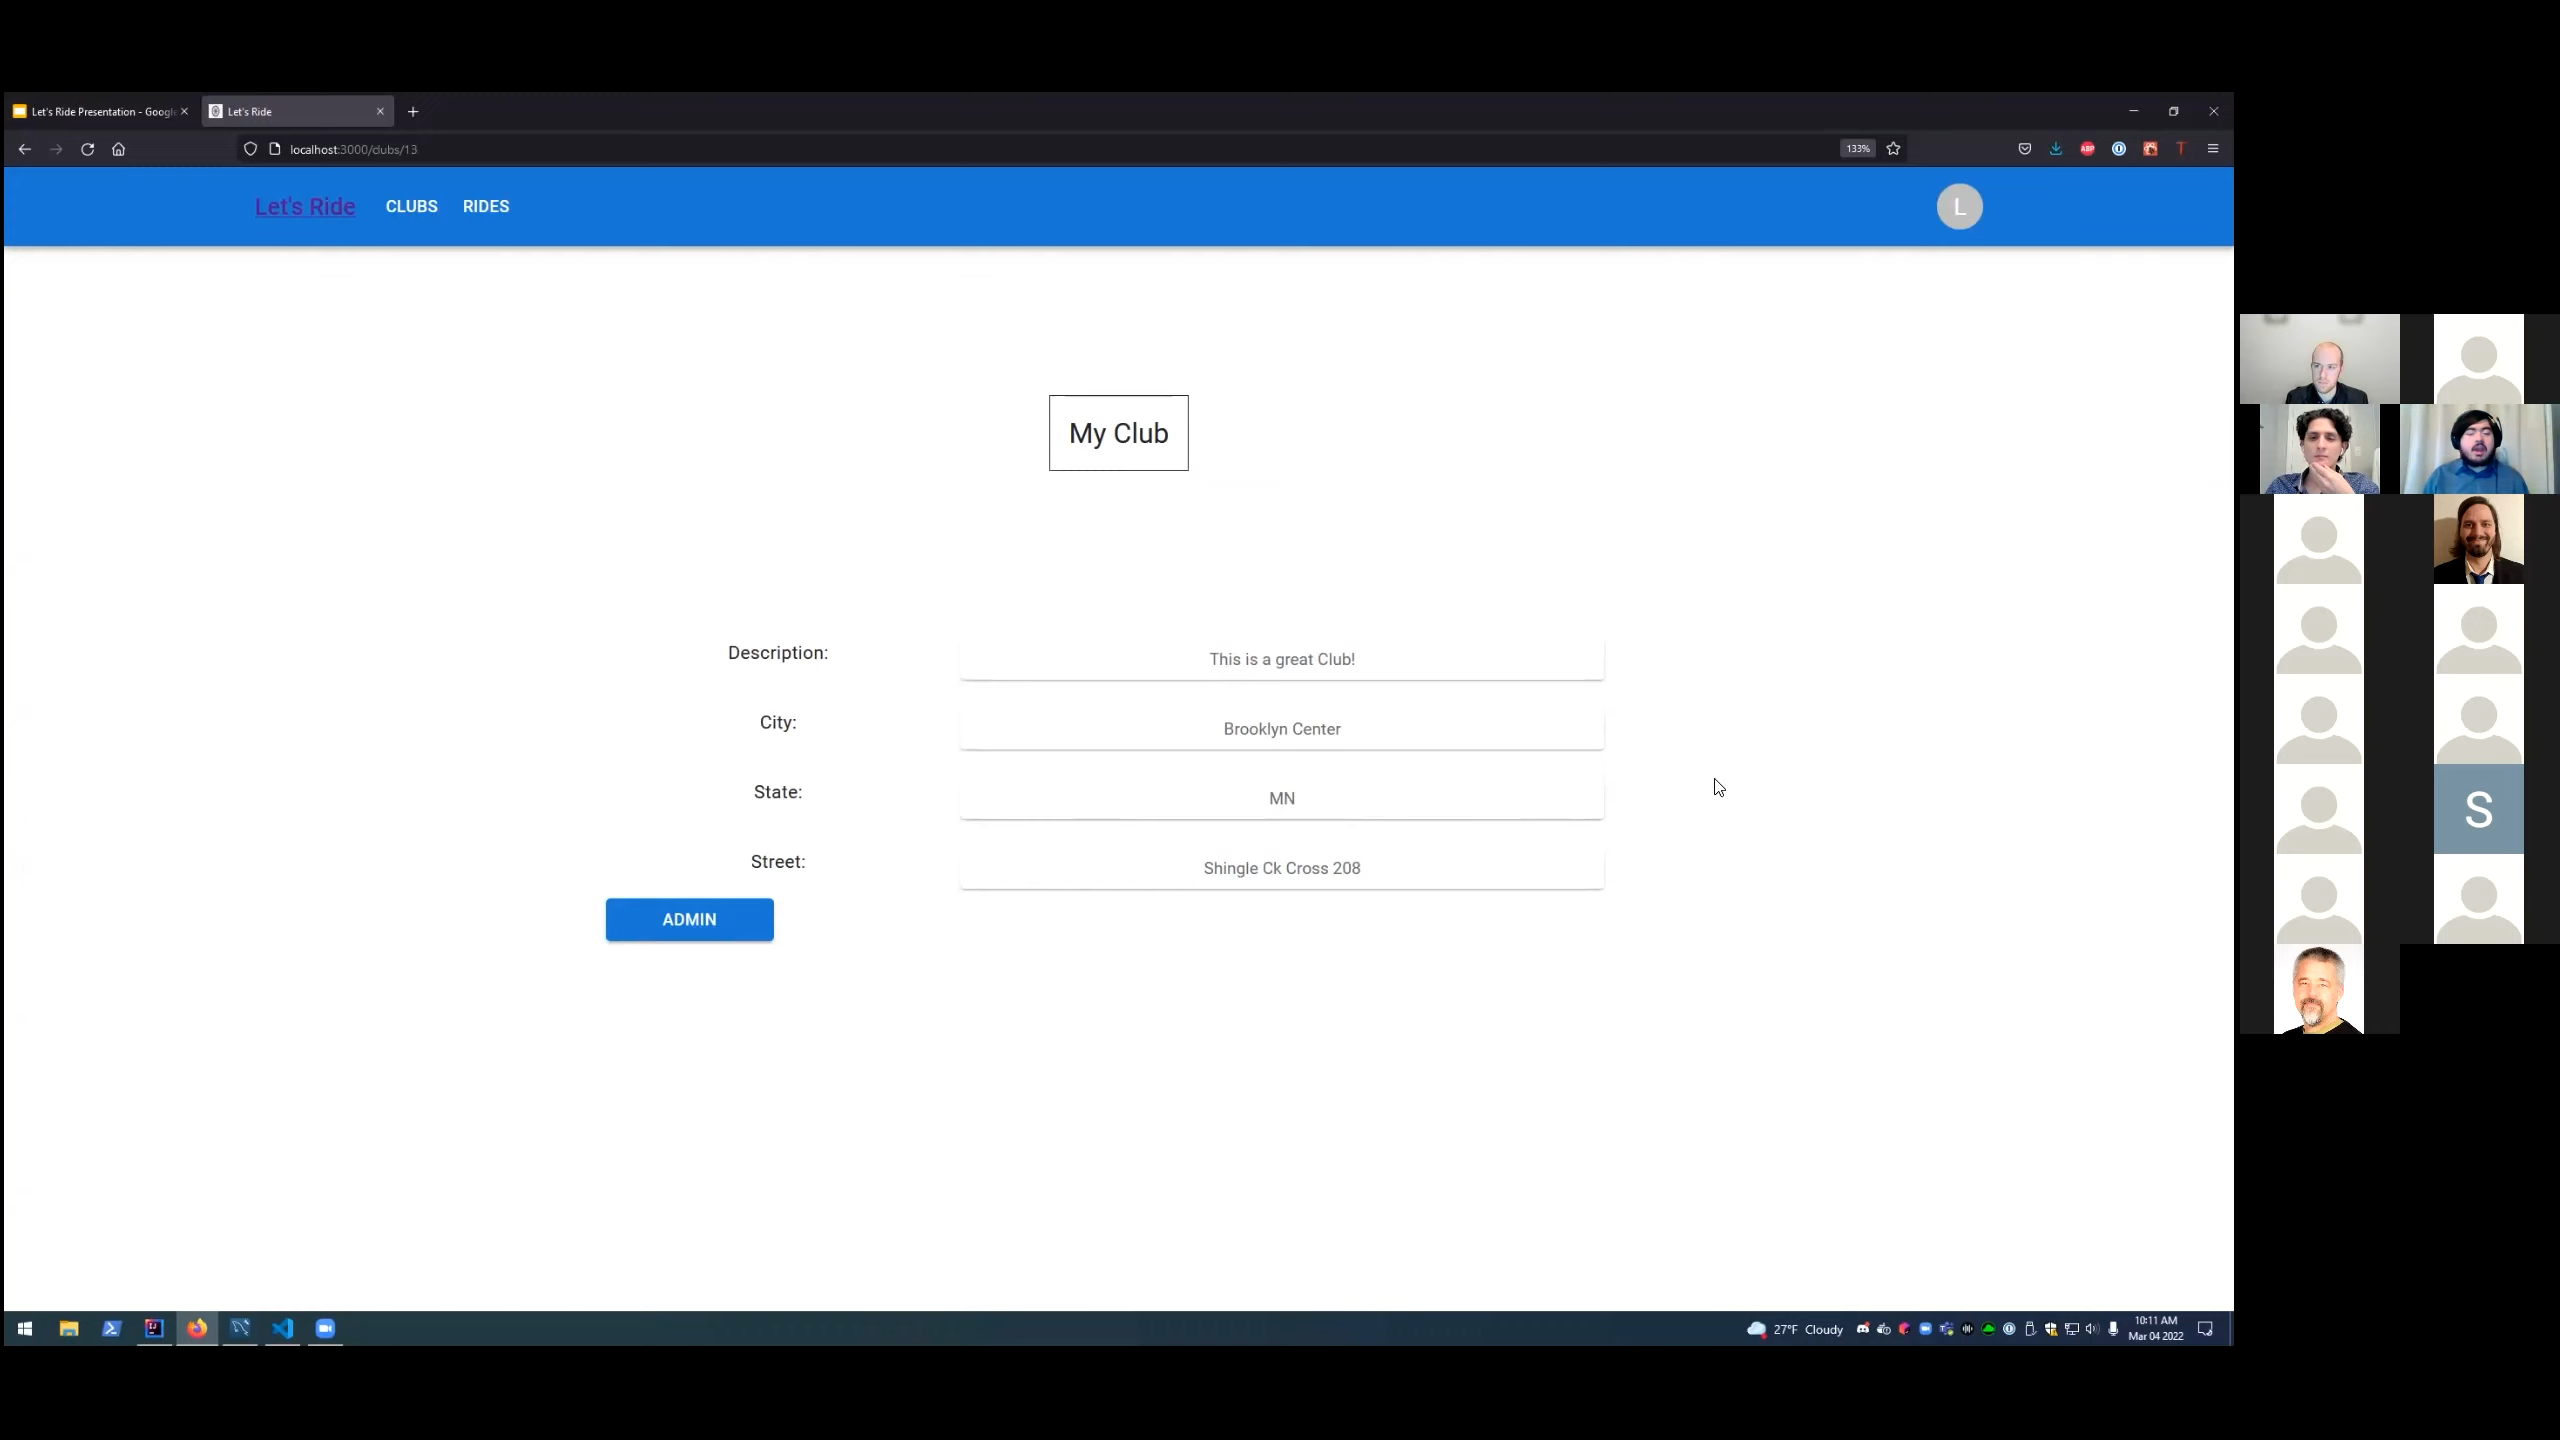 Let's Ride Presentation - Google
Let's Ride
localhost:3000/clubs/13
133%
ABP
T
Let's Ride
CLUBS
RIDES
L
My Club
Description:
This is a great Club!
City:
Brooklyn Center
State:
MN
Street:
Shingle Ck Cross 208
ADMIN
S
27°F Cloudy
10:11 AM
Mar 04 2022